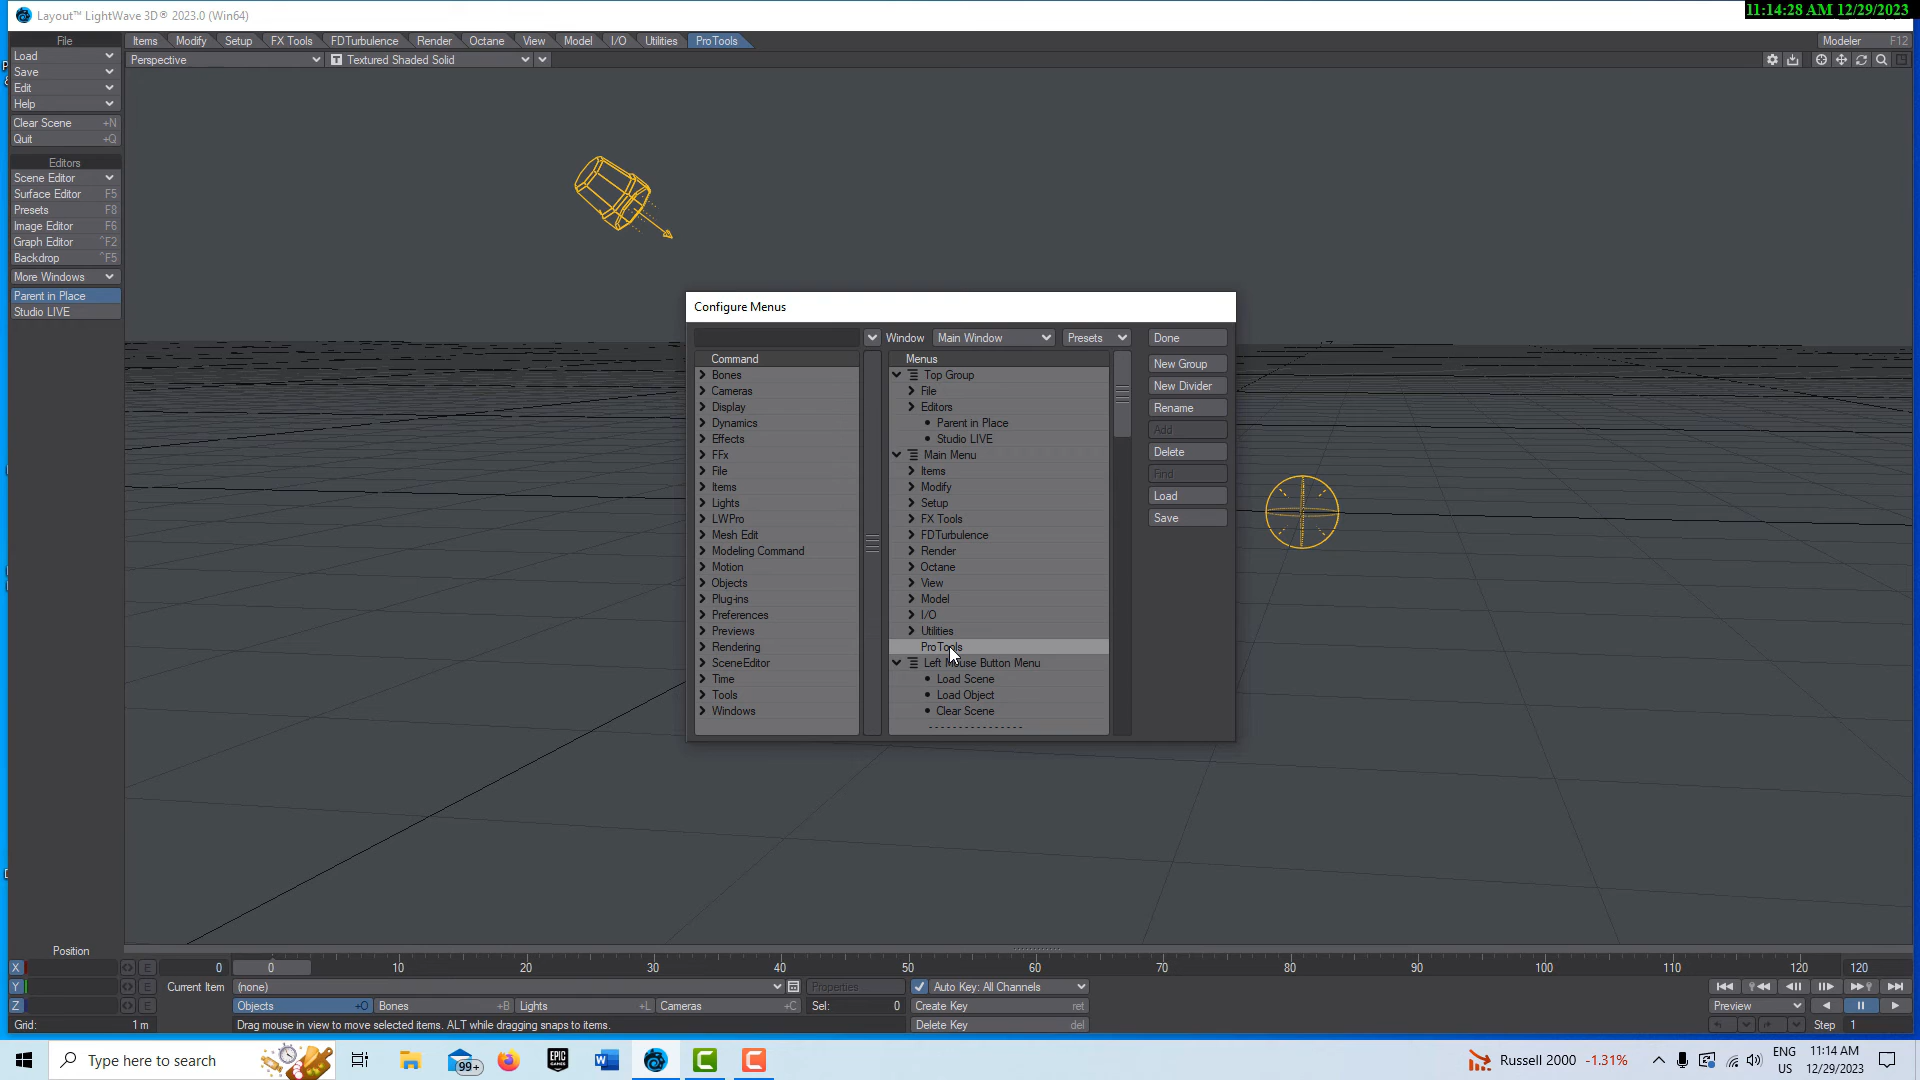 Layout™ LightWave 3D® 2023.0 (Win64)
11:14:28 AM 12/29/2023
File
Items Modify Setup FX Tools FDTurbulence Render Octane View Model I/O Utilities ProTools
Modeler F12
Load
Perspective
Textured Shaded Solid
Save
Edit
Help
Clear Scene +N
Quit +Q
Editors
Scene Editor
Surface Editor F5
Presets F8
Image Editor F6
Graph Editor ^F2
Backdrop ^F5
More Windows
Parent in Place
Studio LIVE
Configure Menus
Window Main Window Presets Done
Command
Bones
Cameras
Display
Dynamics
Effects
FFx
File
Items
Lights
LWPro
Mesh Edit
Modeling Command
Motion
Objects
Plug-ins
Preferences
Previews
Rendering
SceneEditor
Time
Tools
Windows
Menus
Top Group
File
Editors
Parent in Place
Studio LIVE
Main Menu
Items
Modify
Setup
FX Tools
FDTurbulence
Render
Octane
View
Model
I/O
Utilities
ProTools
Left Mouse Button Menu
Load Scene
Load Object
Clear Scene
New Group
New Divider
Rename
Add
Delete
Find
Load
Save
Position
X E 0 0 10 20 30 40 50 60 70 80 90 100 110 120 120
Y E Current Item (none) Properties Auto Key: All Channels
Z E Objects +O Bones +B Lights +L Cameras +C Sel: 0 Create Key ret Preview
Grid: 1 m Drag mouse in view to move selected items. ALT while dragging snaps to items. Delete Key del Step 1
Type here to search
99+
EPIC GAMES
W
C
C
Russell 2000 -1.31%
ENG
US
11:14 AM
12/29/2023